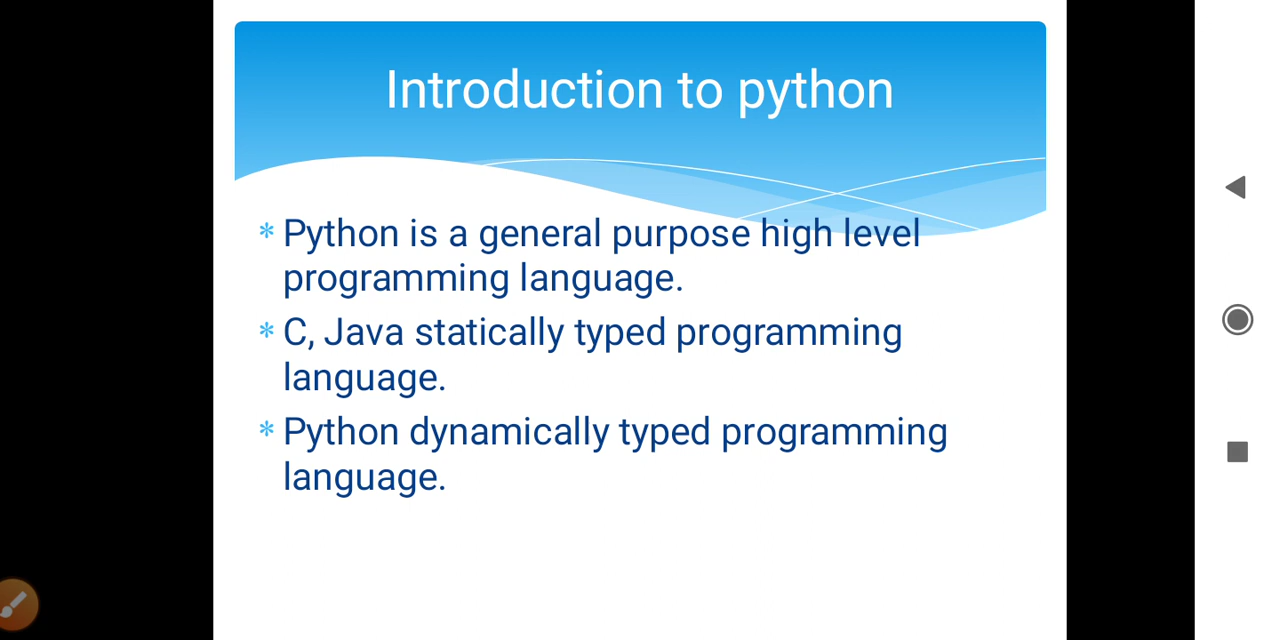 Introduction to python
* Python is a general purpose high level
programming language.
* C, Java statically typed programming
language.
* Python dynamically typed programming
language.